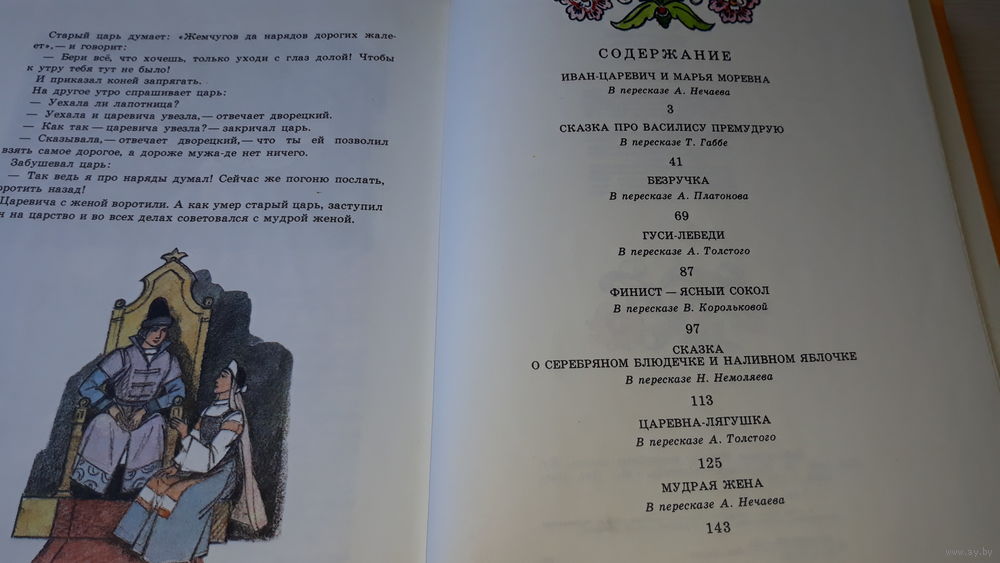 Старый царь думает: «Жемчугов да нарядов дорогих жале-
ет»,— и говорит:
— Бери всё, что хочешь, только уходи с глаз долой! Чтобы
к утру тебя тут не было!
И приказал коней запрягать.
На другое утро спрашивает царь:
— Уехала ли лапотница?
— Уехала и царевича увезла,— отвечает дворецкий.
— Как так — царевича увезла? — закричал царь.
— Сказывала,— отвечает дворецкий,— что ты ей позволил
взять самое дорогое, а дороже мужа-де нет ничего.
Забушевал царь:
— Так ведь я про наряды думал! Сейчас же погоню послать,
оротить назад!
Царевича с женой воротили. А как умер старый царь, заступил
н на царство и во всех делах советовался с мудрой женой.
СОДЕРЖАНИЕ
ИВАН-ЦАРЕВИЧ И МАРЬЯ МОРЕВНА
В пересказе А. Нечаева
3
СКАЗКА ПРО ВАСИЛИСУ ПРЕМУДРУЮ
В пересказе Т. Габбе
41
БЕЗРУЧКА
В пересказе А. Платонова
69
ГУСИ-ЛЕБЕДИ
В пересказе А. Толстого
87
ФИНИСТ — ЯСНЫЙ СОКОЛ
В пересказе В. Корольковой
97
СКАЗКА
О СЕРЕБРЯНОМ БЛЮДЕЧКЕ И НАЛИВНОМ ЯБЛОЧКЕ
В пересказе Н. Немоляева
113
ЦАРЕВНА-ЛЯГУШКА
В пересказе А. Толстого
125
МУДРАЯ ЖЕНА
В пересказе А. Нечаева
143
www.ay.by